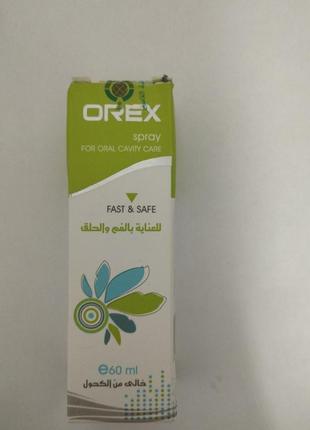 OREX
spray
FOR ORAL CAVITY CARE
FAST & SAFE
للعناية بالفم والحلق
℮60 ml
خالي من الكحول